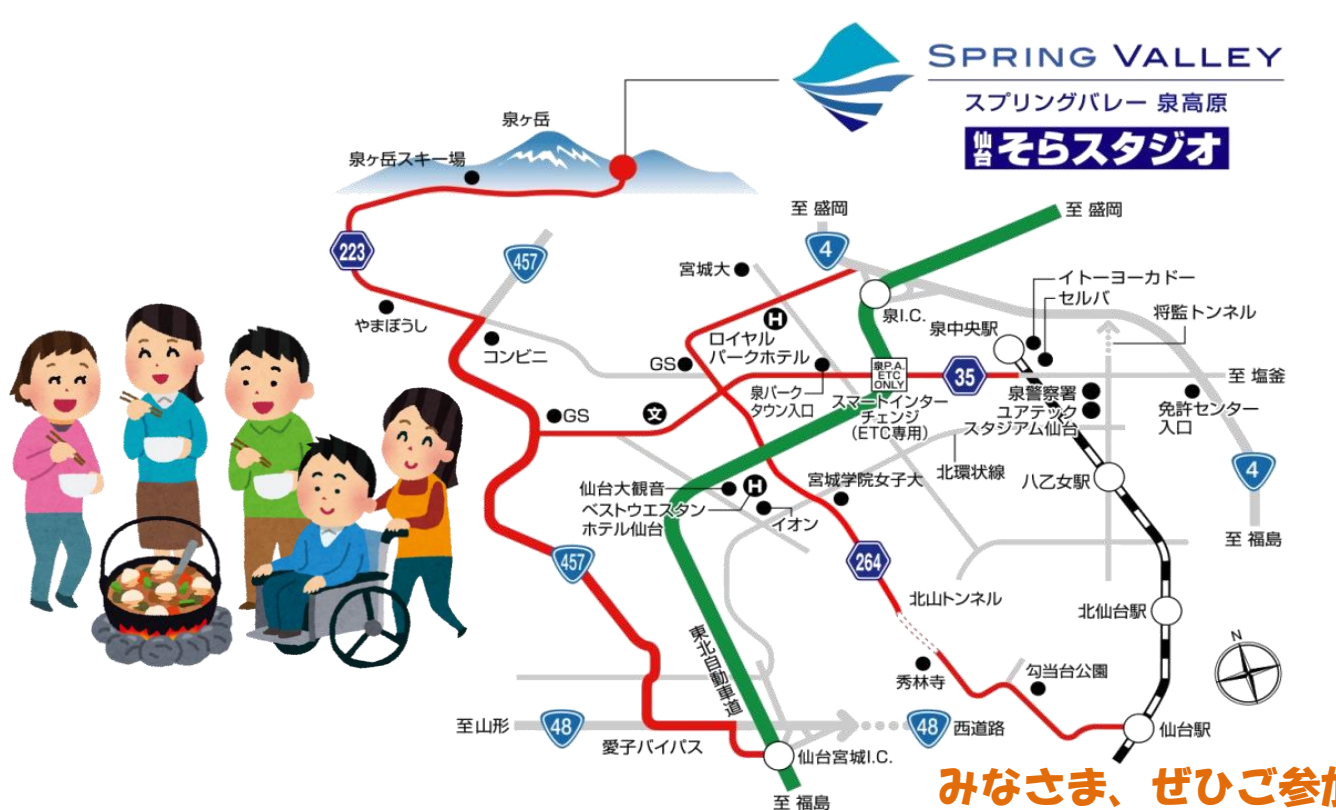 SPRING VALLEY
スプリングバレー 泉高原
仙台 そらスタジオ
泉ヶ岳
泉ヶ岳スキー場
至 盛岡
至 盛岡
4
223
457
宮城大
イトーヨーカドー
セルバ
将監トンネル
泉I.C.
泉中央駅
やまぼうし
コンビニ
H
ロイヤル
パークホテル
GS
泉パーク
タウン入口
泉P.A.
ETC
ONLY
スマートインター
チェンジ
(ETC専用)
35
至 塩釜
泉警察署
ユアテック
スタジアム仙台
免許センター
入口
GS
文
北環状線
八乙女駅
4
至 福島
仙台大観音
H
ベストウエスタン
ホテル仙台
イオン
宮城学院女子大
457
264
北山トンネル
北仙台駅
N
東北自動車道
秀林寺
勾当台公園
至山形
48
愛子バイパス
48
西道路
仙台駅
仙台宮城I.C.
至 福島
みなさま、ぜひご参